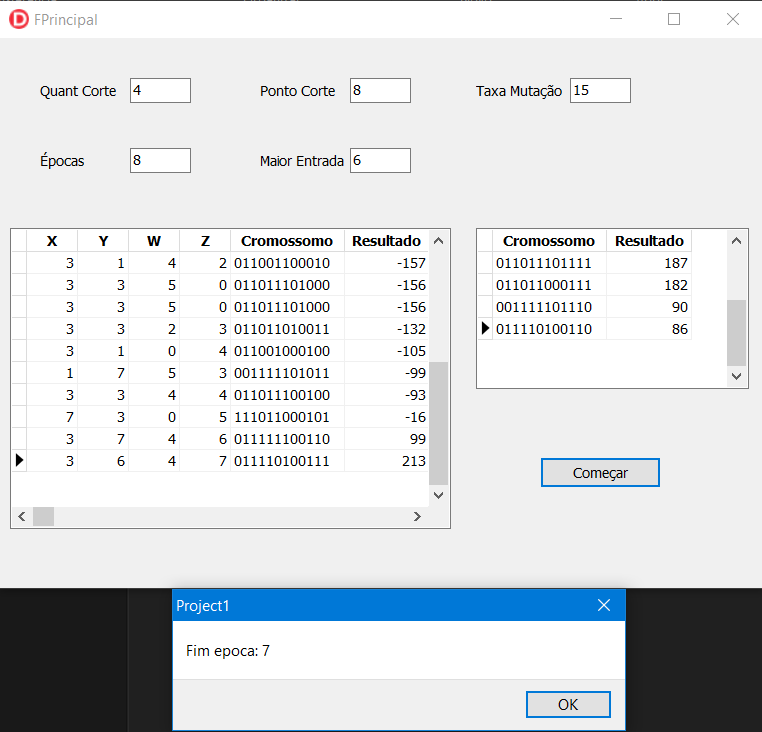 FPrincipal
Quant Corte 4 Ponto Corte 8 Taxa Mutação 15
Épocas 8 Maior Entrada 6
X Y W Z Cromossomo Resultado
3 1 4 2 011001100010 -157
3 3 5 0 011011101000 -156
3 3 5 0 011011101000 -156
3 3 2 3 011011010011 -132
3 1 0 4 011001000100 -105
1 7 5 3 001111101011 -99
3 3 4 4 011011100100 -93
7 3 0 5 111011000101 -16
3 7 4 6 011111100110 99
3 6 4 7 011110100111 213
Cromossomo Resultado
011011101111 187
011011000111 182
001111101110 90
011110100110 86
Começar
Project1
Fim epoca: 7
OK